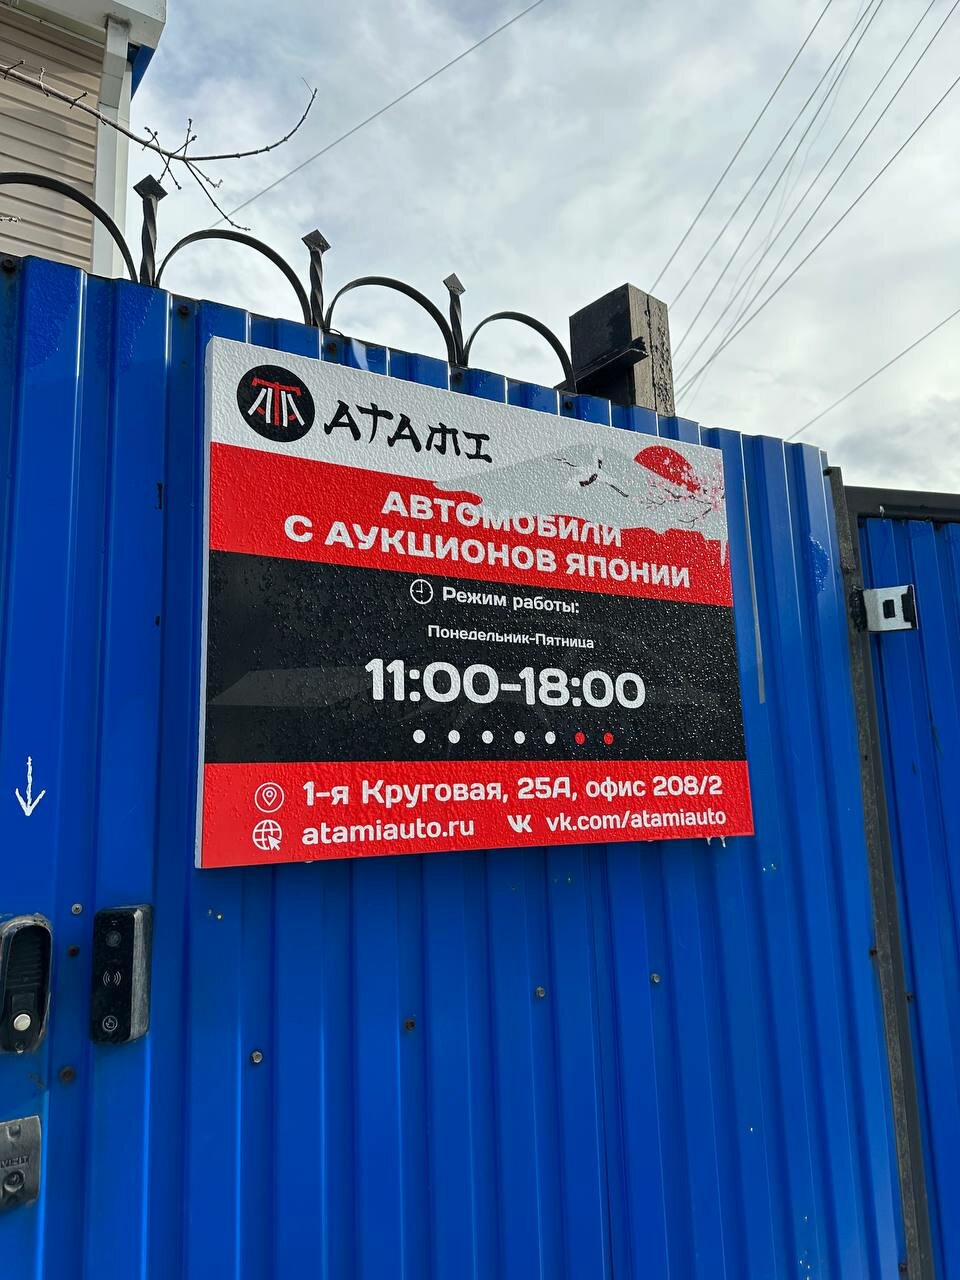 ATAMI
АВТОМОБИЛИ
С АУКЦИОНОВ ЯПОНИИ
Режим работы:
Понедельник-Пятница
11:00-18:00
1-я Круговая, 25А, офис 208/2
atamiauto.ru vk.com/atamiauto
VIZIT